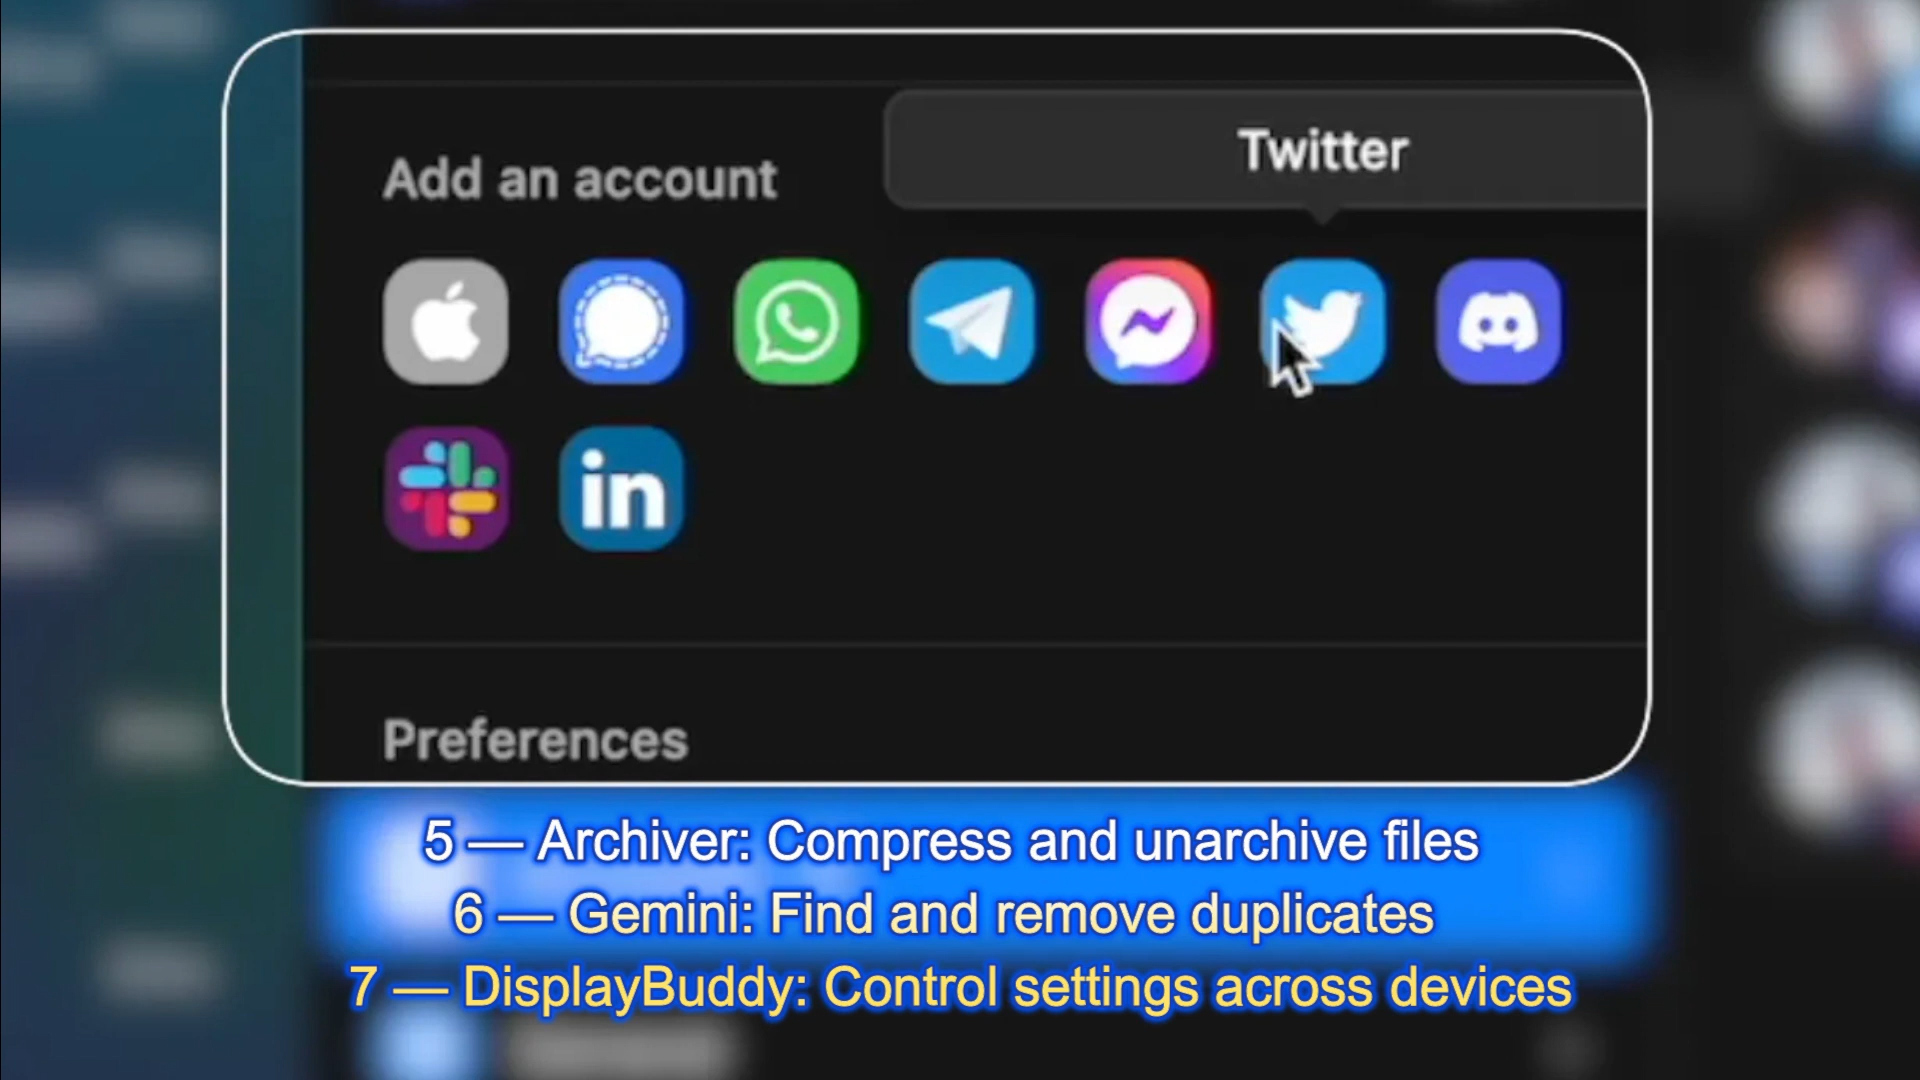 Twitter
Add an account
in
Preferences
5 — Archiver: Compress and unarchive files
6 — Gemini: Find and remove duplicates
7 — DisplayBuddy: Control settings across devices